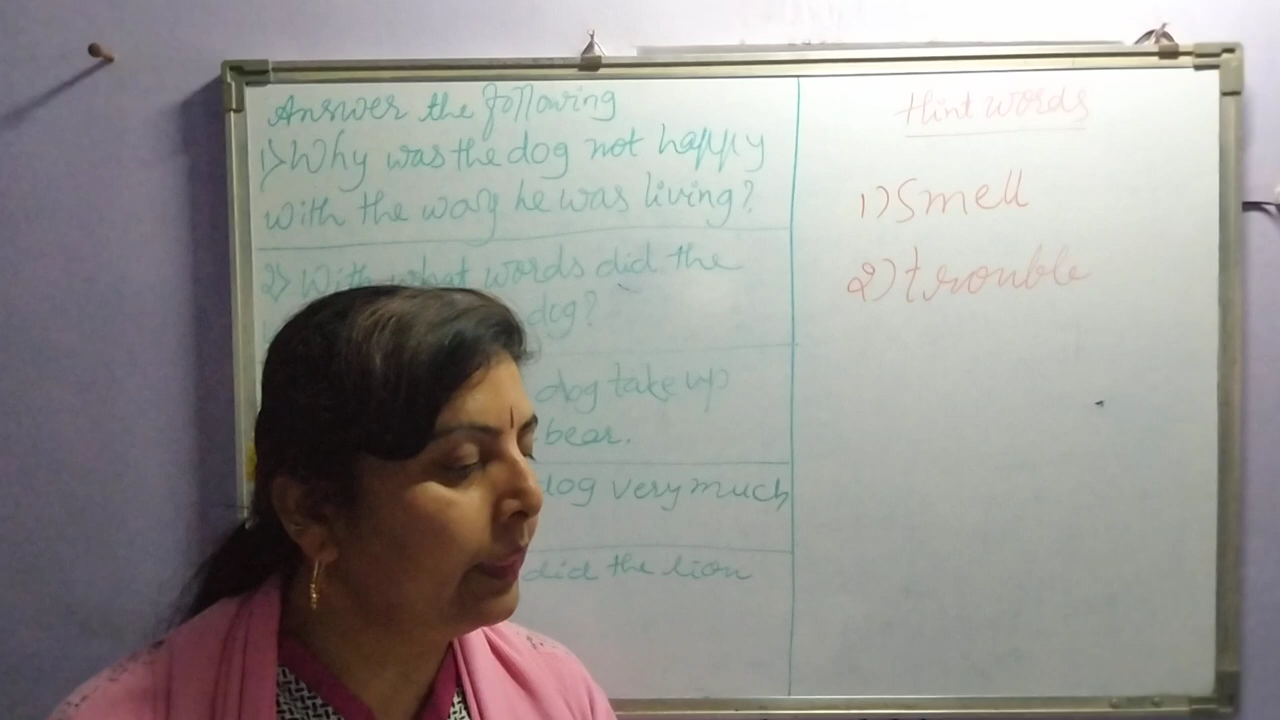 Answer the following
1) Why was the dog not happy
with the way he was living?
2) With what words did the
dog?
dog take up
bear.
dog very much
did the lion
Hint words
1) Smell
2) trouble